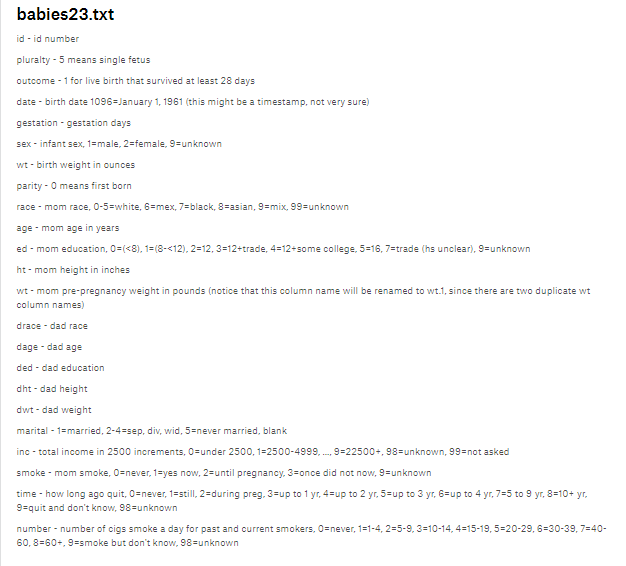 babies23.txt
id - id number
pluralty - 5 means single fetus
outcome - 1 for live birth that survived at least 28 days
date - birth date 1096=January 1, 1961 (this might be a timestamp, not very sure)
gestation - gestation days
sex - infant sex, 1=male, 2=female, 9=unknown
wt - birth weight in ounces
parity - 0 means first born
race - mom race, 0-5=white, 6=mex, 7=black, 8=asian, 9=mix, 99=unknown
age - mom age in years
ed - mom education, 0=(<8), 1=(8-<12), 2=12, 3=12+trade, 4=12+some college, 5=16, 7=trade (hs unclear), 9=unknown
ht - mom height in inches
wt - mom pre-pregnancy weight in pounds (notice that this column name will be renamed to wt.1, since there are two duplicate wt
column names)
drace - dad race
dage - dad age
ded - dad education
dht - dad height
dwt - dad weight
marital - 1=married, 2-4=sep, div, wid, 5=never married, blank
inc - total income in 2500 increments, 0=under 2500, 1=2500-4999, ..., 9=22500+, 98=unknown, 99=not asked
smoke - mom smoke, 0=never, 1=yes now, 2=until pregnancy, 3=once did not now, 9=unknown
time - how long ago quit, 0=never, 1=still, 2=during preg, 3=up to 1 yr, 4=up to 2 yr, 5=up to 3 yr, 6=up to 4 yr, 7=5 to 9 yr, 8=10+ yr,
9=quit and don't know, 98=unknown
number - number of cigs smoke a day for past and current smokers, 0=never, 1=1-4, 2=5-9, 3=10-14, 4=15-19, 5=20-29, 6=30-39, 7=40-
60, 8=60+, 9=smoke but don't know, 98=unknown